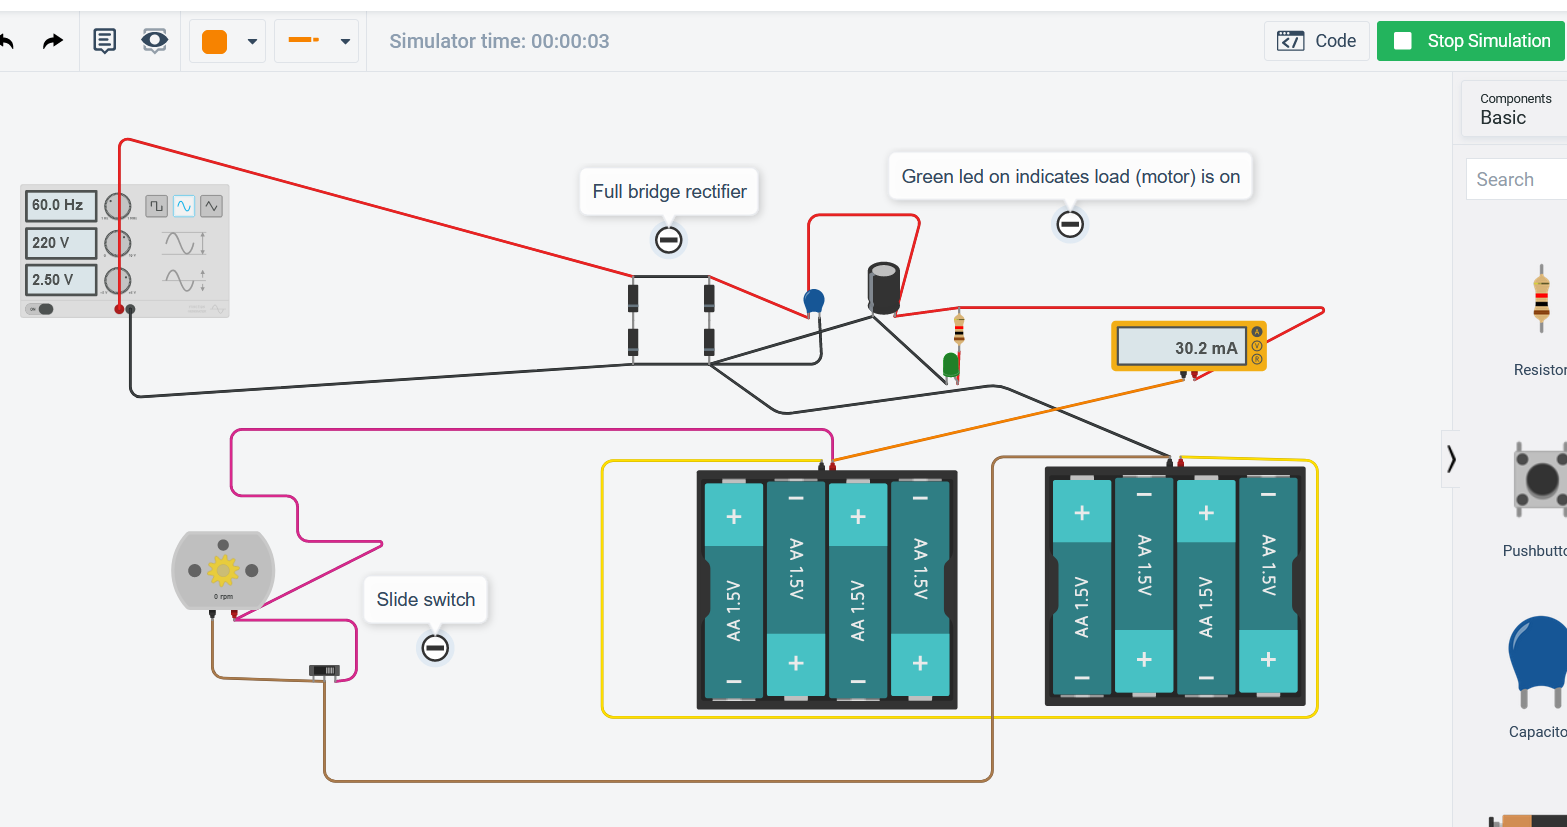 Simulator time: 00:00:03
Code
Stop Simulation
Components
Basic
Search
Full bridge rectifier
Green led on indicates load (motor) is on
60.0 Hz
220 V
2.50 V
30.2 mA
A
V
R
Resistor
Pushbutto
Capacito
Slide switch
0 rpm
+
AA 1.5V
−
−
AA 1.5V
+
+
AA 1.5V
−
−
AA 1.5V
+
+
AA 1.5V
−
−
AA 1.5V
+
+
AA 1.5V
−
−
AA 1.5V
+